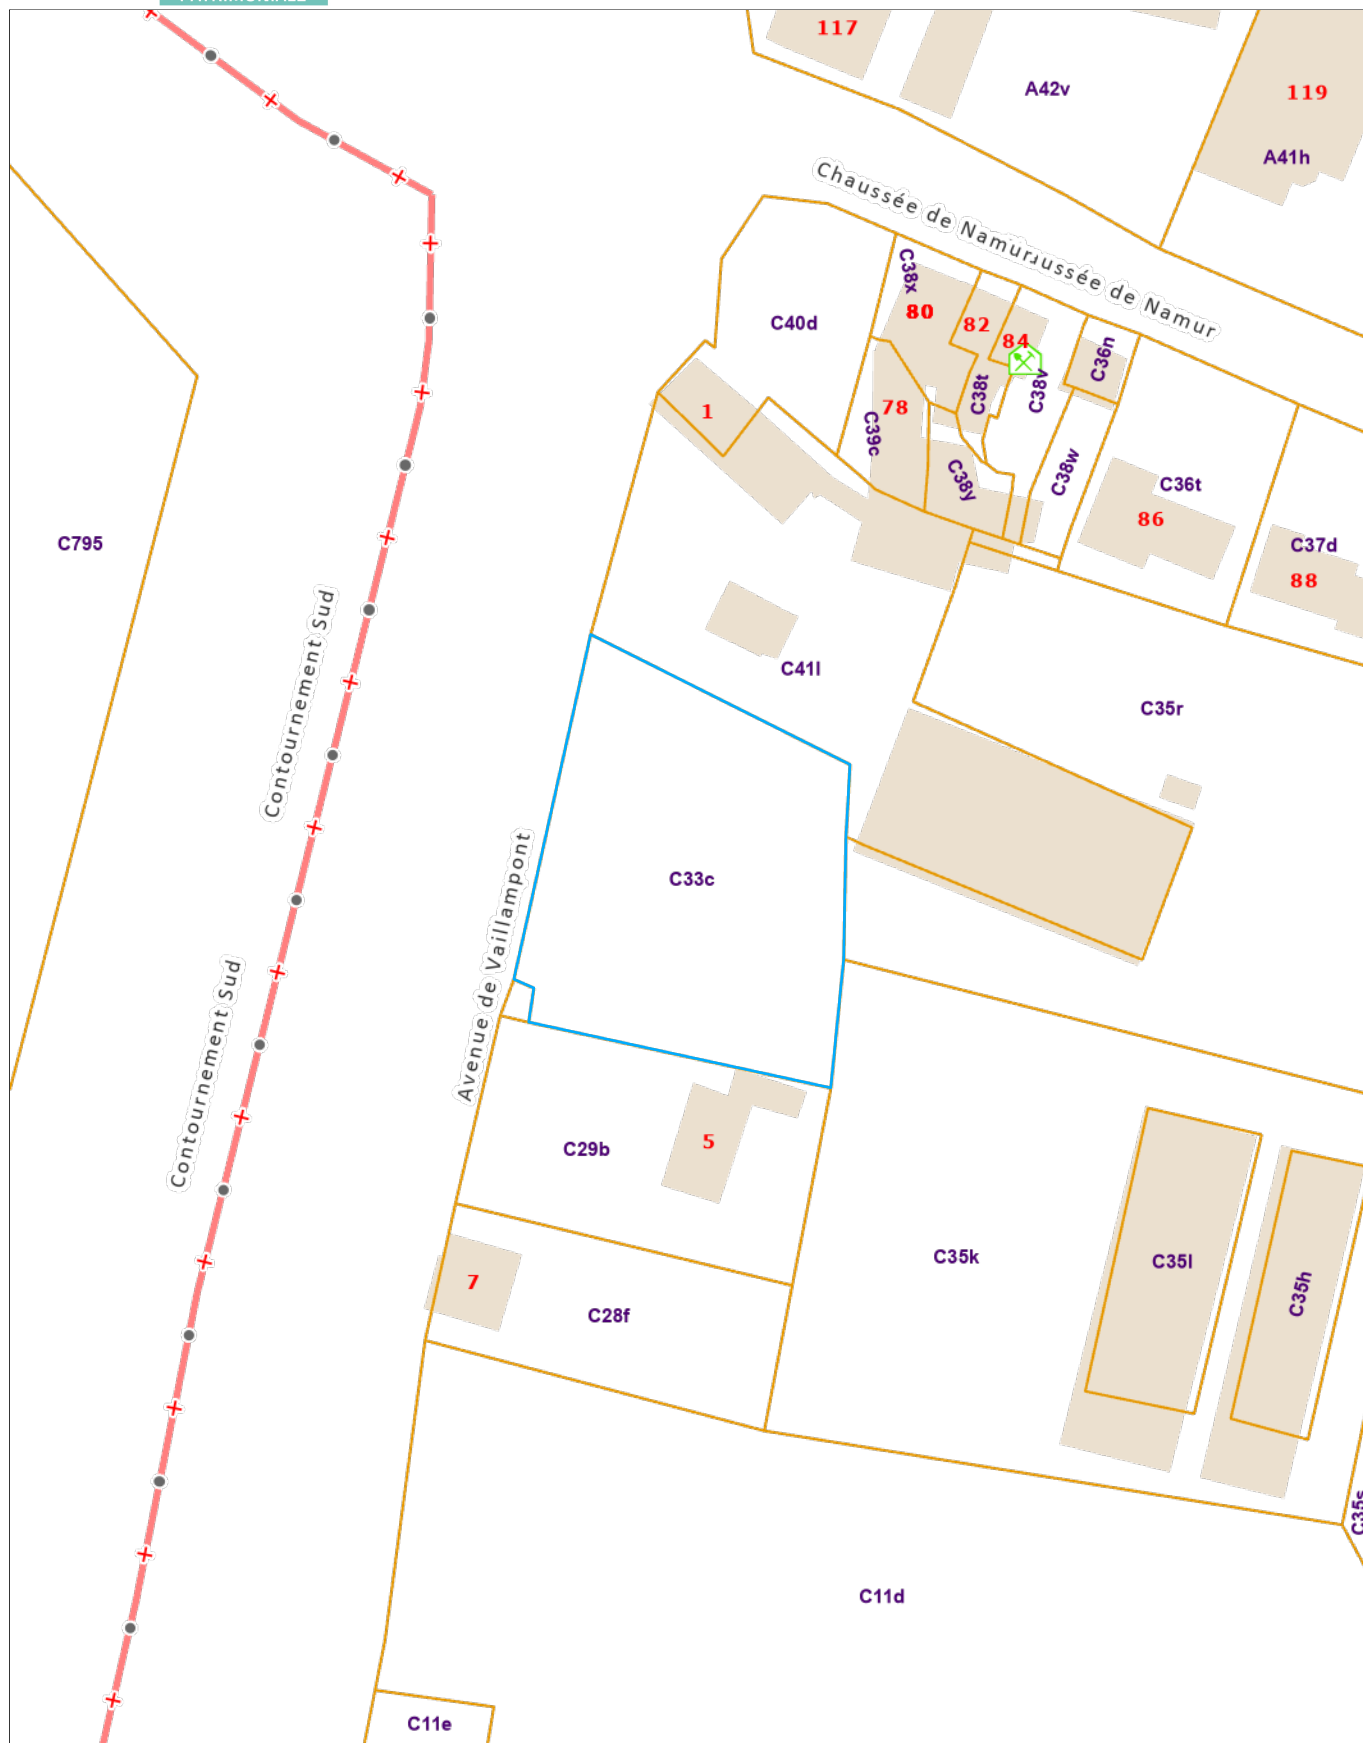 117
A42v
119
A41h
Chaussée de Namur
ussée de Namur
C38x
C40d
80
82
84
C36n
C38v
C38t
1
78
C39c
C38y
C38w
C36t
86
C37d
88
C795
Contournement Sud
C41l
C35r
Avenue de Vaillampont
C33c
Contournement Sud
C29b
5
C35k
C35l
C35h
7
C28f
C35s
C11d
C11e